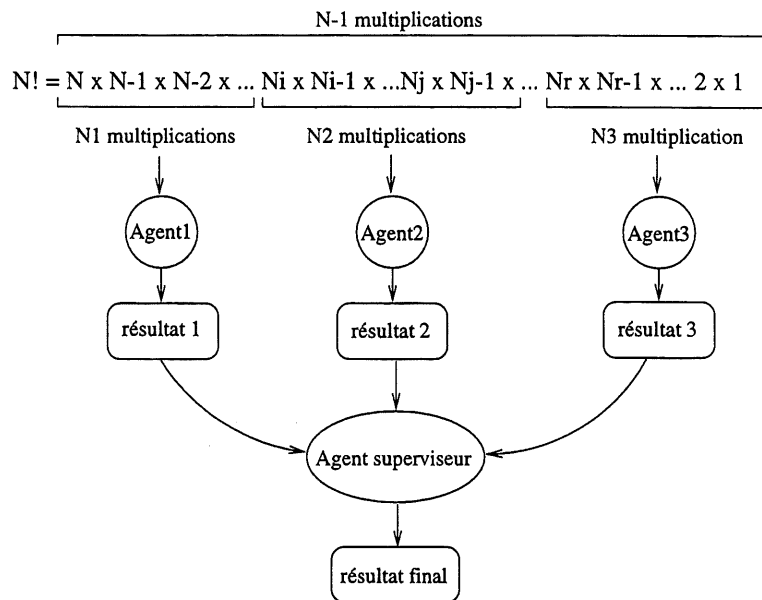 N-1 multiplications
N! = N x N-1 x N-2 x ... Ni x Ni-1 x ...Nj x Nj-1 x ... Nr x Nr-1 x ... 2 x 1
N1 multiplications N2 multiplications N3 multiplication
Agent1 Agent2 Agent3
résultat 1 résultat 2 résultat 3
Agent superviseur
résultat final